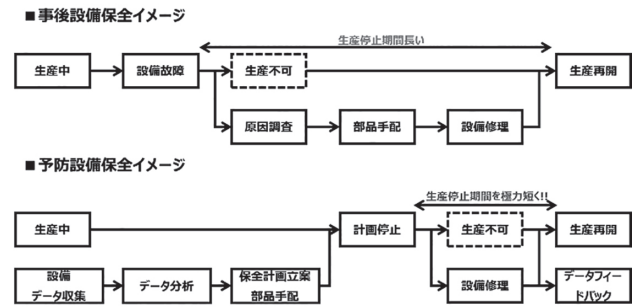 ■事後設備保全イメージ
生産停止期間長い
生産中
設備故障
生産不可
生産再開
原因調査
部品手配
設備修理
■予防設備保全イメージ
生産停止期間を極力短く!!
生産中
計画停止
生産不可
生産再開
設備
データ収集
データ分析
保全計画立案
部品手配
設備修理
データフィー
ドバック